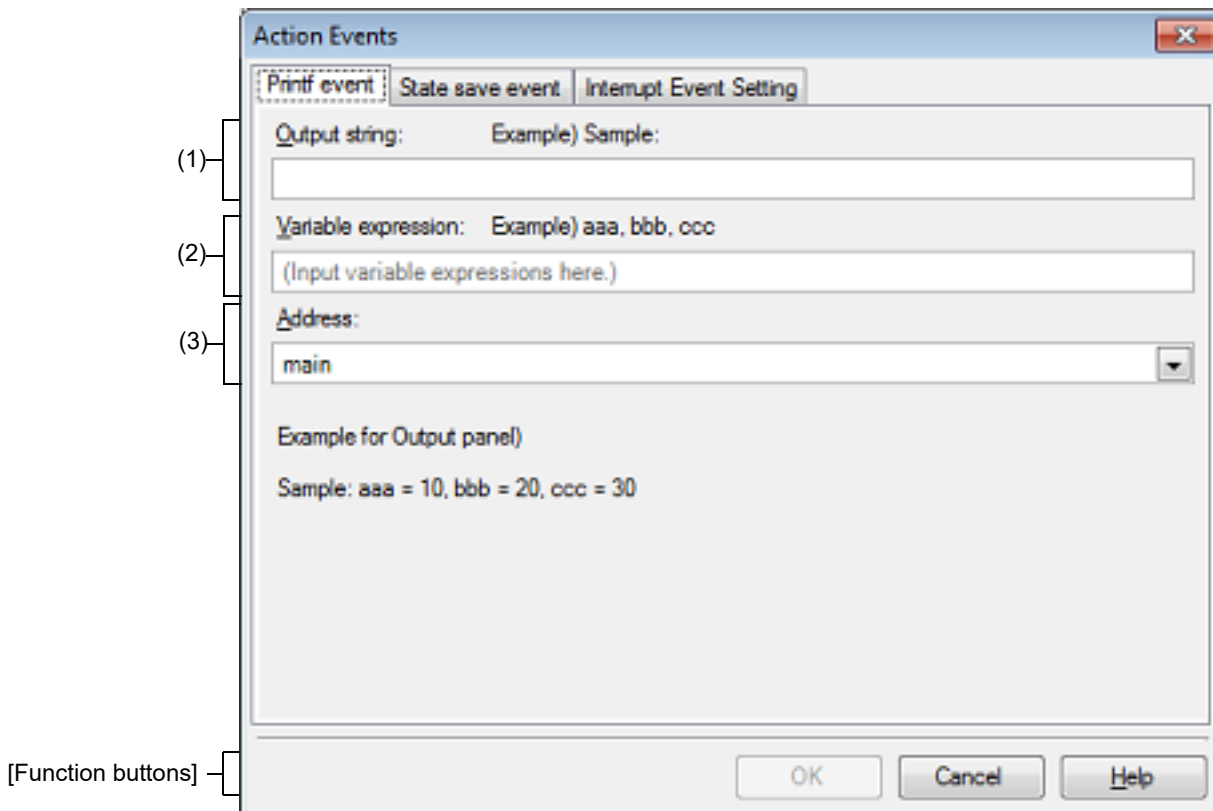 Action Events
Printf event State save event Interrupt Event Setting
(1)
Output string: Example) Sample:
(2)
Variable expression: Example) aaa, bbb, ccc
(Input variable expressions here.)
(3)
Address:
main
Example for Output panel)
Sample: aaa = 10, bbb = 20, ccc = 30
[Function buttons]
OK Cancel Help